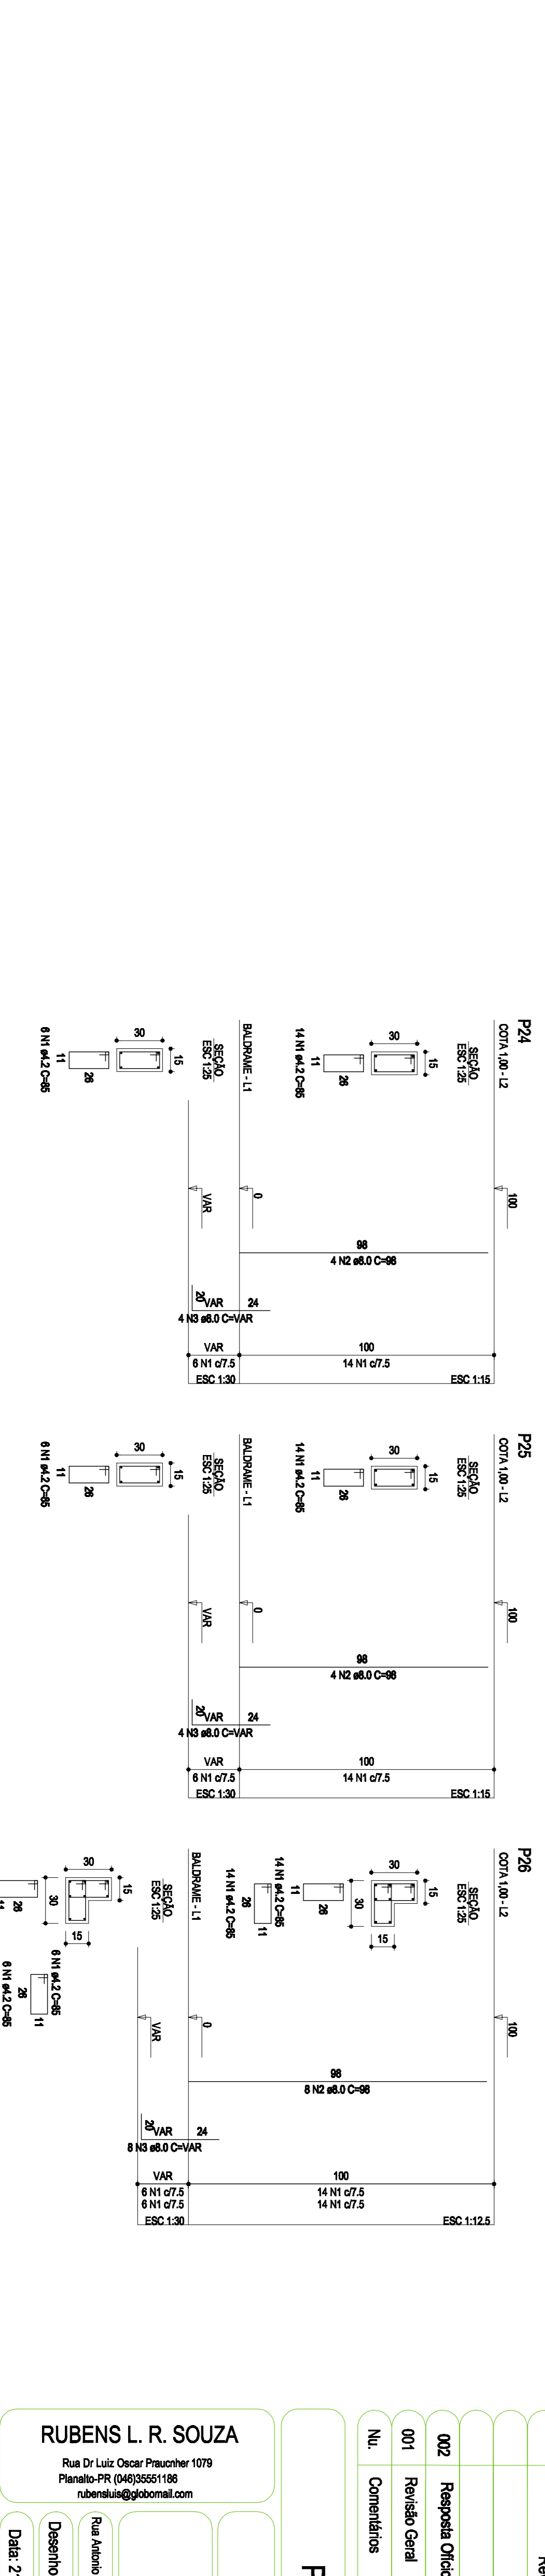 P24
COTA 1,00 - L2
SEÇÃO
ESC 1:25
15
30
26
11
14 N1 ø4.2 C=85
BALDRAME - L1
SEÇÃO
ESC 1:25
15
30
26
11
6 N1 ø4.2 C=85
100
0
VAR
98
4 N2 ø8.0 C=98
24
VAR
20
4 N3 ø8.0 C=VAR
100
14 N1 c/7.5
VAR
6 N1 c/7.5
ESC 1:15
ESC 1:30
P25
COTA 1,00 - L2
SEÇÃO
ESC 1:25
15
30
26
11
14 N1 ø4.2 C=85
BALDRAME - L1
SEÇÃO
ESC 1:25
15
30
26
11
6 N1 ø4.2 C=85
100
0
VAR
98
4 N2 ø8.0 C=98
24
VAR
20
4 N3 ø8.0 C=VAR
100
14 N1 c/7.5
VAR
6 N1 c/7.5
ESC 1:15
ESC 1:30
P26
COTA 1,00 - L2
SEÇÃO
ESC 1:25
15
30
30
15
26
11
14 N1 ø4.2 C=85
11
26
14 N1 ø4.2 C=85
BALDRAME - L1
SEÇÃO
ESC 1:25
15
30
30
15
26
11
6 N1 ø4.2 C=85
11
26
6 N1 ø4.2 C=85
100
0
VAR
98
8 N2 ø8.0 C=98
24
VAR
20
8 N3 ø8.0 C=VAR
100
14 N1 c/7.5
14 N1 c/7.5
VAR
6 N1 c/7.5
6 N1 c/7.5
ESC 1:12.5
ESC 1:30
002 Resposta
001 Revisão Geral
Nu. Comentários
RUBENS L. R. SOUZA
Rua Dr Luiz Oscar Praucnher 1079
Planalto-PR (046)35551186
rubensluis@globomail.com
Rua Antonio
Desenho
Data: 2